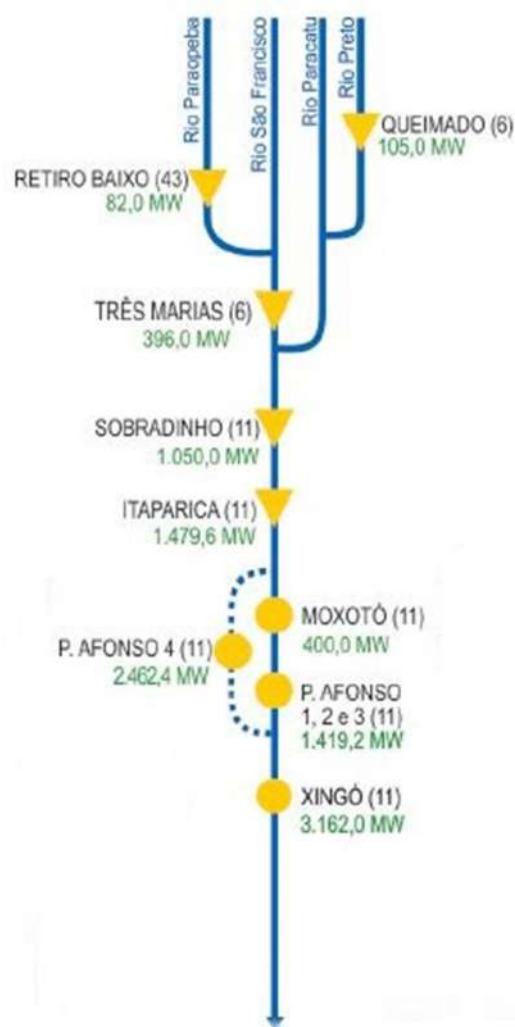 Rio Paraopeba
Rio São Francisco
Rio Paracatu
Rio Preto
QUEIMADO (6)
105,0 MW
RETIRO BAIXO (43)
82,0 MW
TRÊS MARIAS (6)
396,0 MW
SOBRADINHO (11)
1.050,0 MW
ITAPARICA (11)
1.479,6 MW
MOXOTÓ (11)
400,0 MW
P. AFONSO 4 (11)
2.462,4 MW
P. AFONSO
1, 2 e 3 (11)
1.419,2 MW
XINGÓ (11)
3.162,0 MW